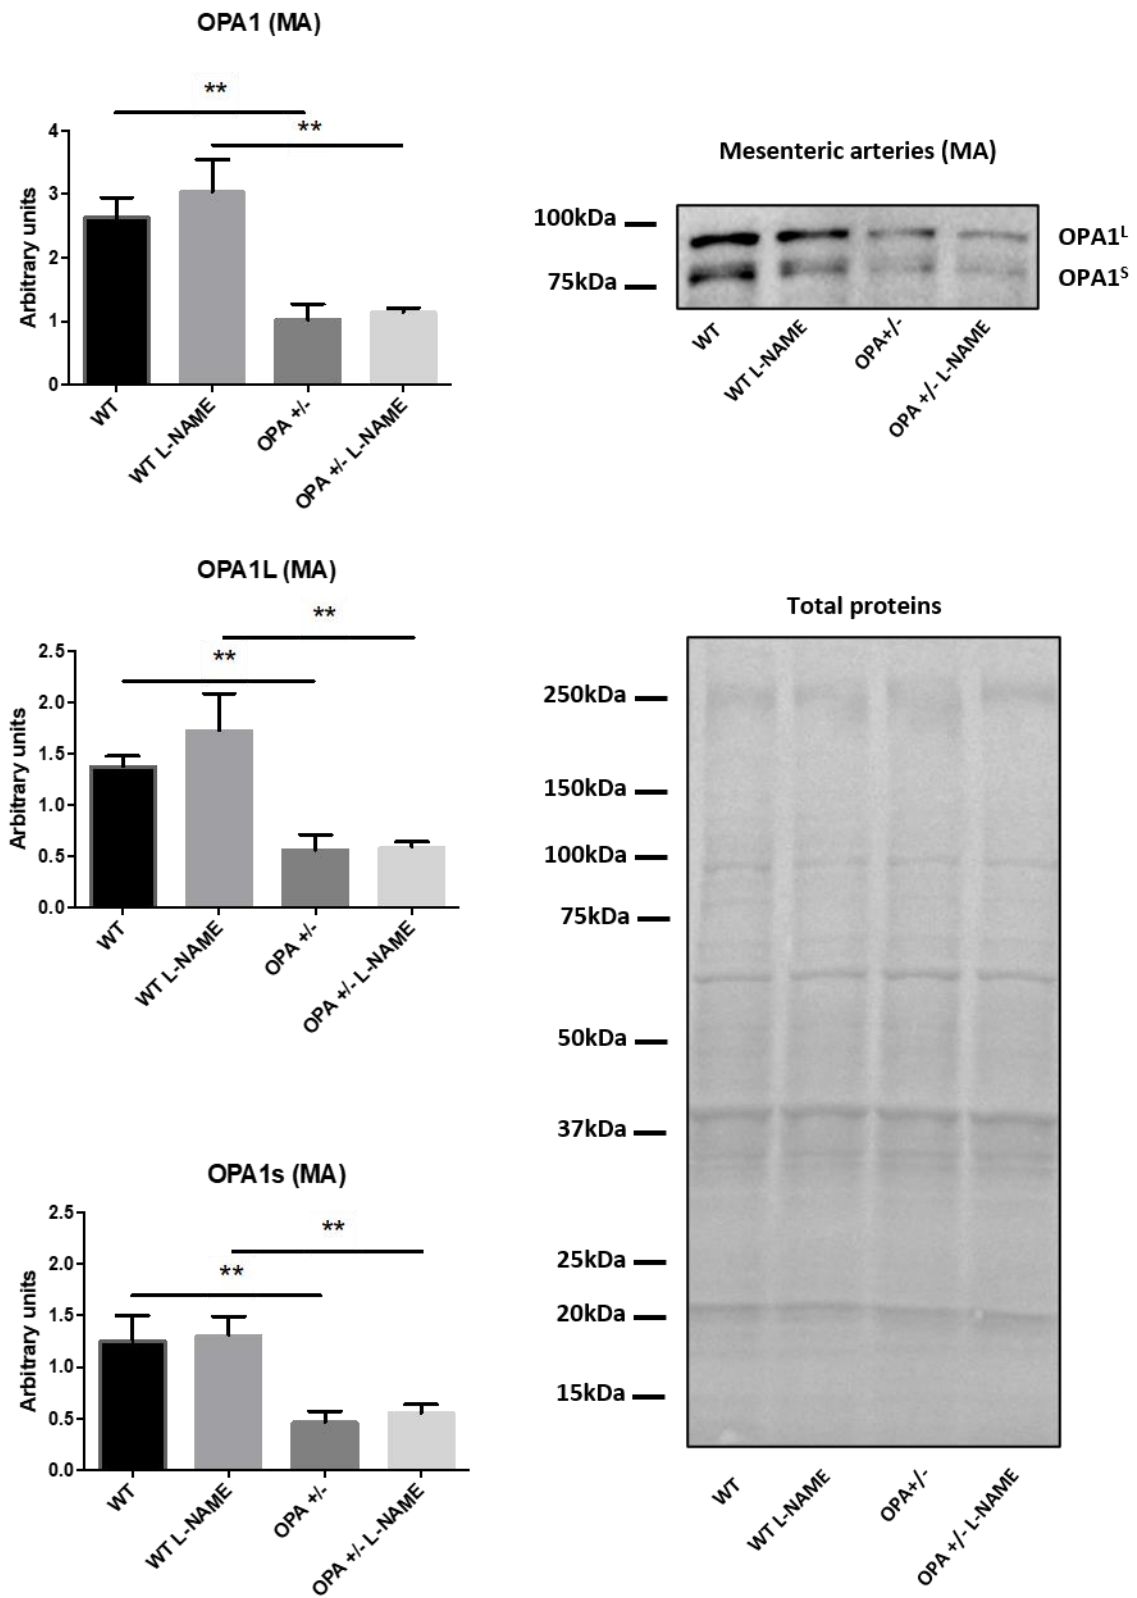 OPA1 (MA)
**
**
Arbitrary units
4
3
2
1
0
WT
WT L-NAME
OPA +/-
OPA +/- L-NAME
Mesenteric arteries (MA)
100kDa
75kDa
OPA1L
OPA1S
WT
WT L-NAME
OPA+/-
OPA +/- L-NAME
OPA1L (MA)
**
**
Arbitrary units
2.5
2.0
1.5
1.0
0.5
0.0
WT
WT L-NAME
OPA +/-
OPA +/- L-NAME
Total proteins
250kDa
150kDa
100kDa
75kDa
50kDa
37kDa
25kDa
20kDa
15kDa
WT
WT L-NAME
OPA+/-
OPA +/- L-NAME
OPA1s (MA)
**
**
Arbitrary units
2.5
2.0
1.5
1.0
0.5
0.0
WT
WT L-NAME
OPA +/-
OPA +/- L-NAME